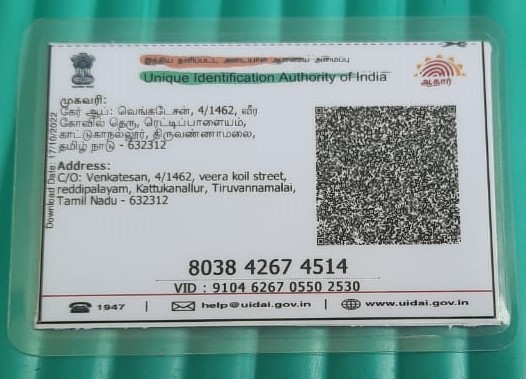 இந்திய தனிப்பட்ட அடையாள ஆணைய அமைப்பு
Unique Identification Authority of India
ஆதார்
முகவரி:
கேர் ஆப்: வெங்கடேசன், 4/1462, வீர
கோவில் தெரு, ரெட்டிபாளையம்,
காட்டுகாநல்லூர், திருவண்ணாமலை,
தமிழ் நாடு - 632312
Address:
C/O: Venkatesan, 4/1462, veera koil street,
reddipalayam, Kattukanallur, Tiruvannamalai,
Tamil Nadu - 632312
Download Date: 17/10/2022
8038 4267 4514
VID : 9104 6267 0550 2530
1947 | help@uidai.gov.in | www.uidai.gov.in